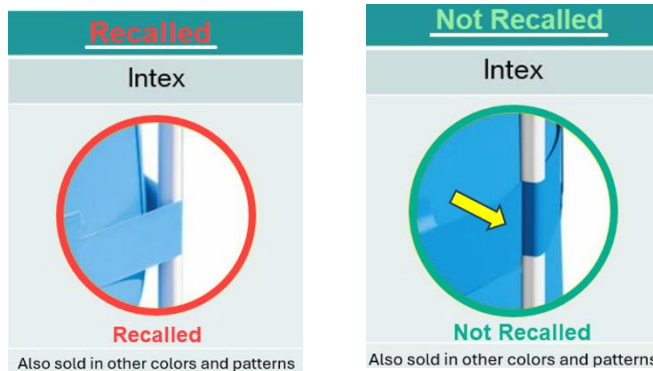 Recalled
Intex
Recalled
Also sold in other colors and patterns
Not Recalled
Intex
Not Recalled
Also sold in other colors and patterns